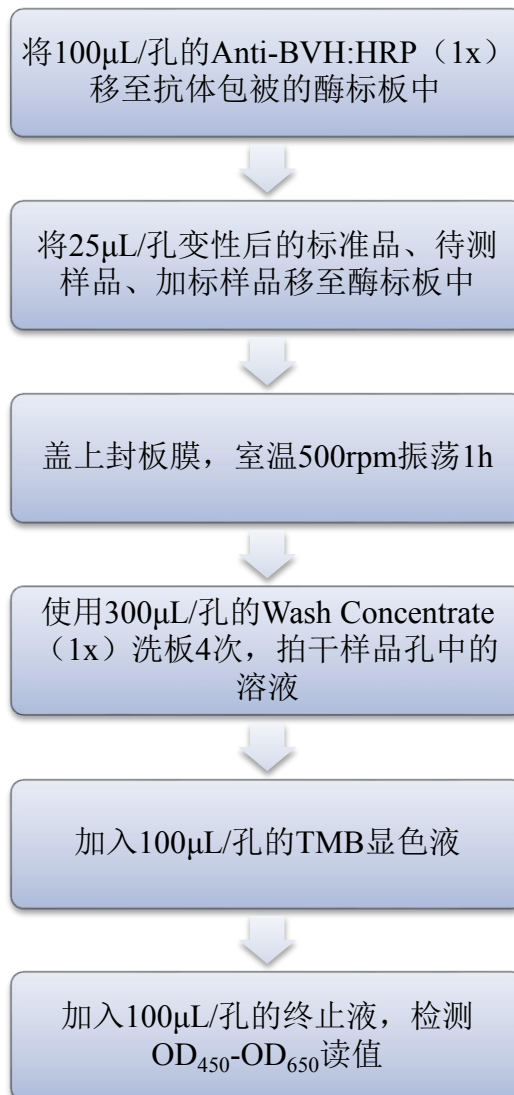 将100μL/孔的Anti-BVH:HRP（1x）
移至抗体包被的酶标板中
将25μL/孔变性后的标准品、待测
样品、加标样品移至酶标板中
盖上封板膜，室温500rpm振荡1h
使用300μL/孔的Wash Concentrate
（1x）洗板4次，拍干样品孔中的
溶液
加入100μL/孔的TMB显色液
加入100μL/孔的终止液，检测
OD450-OD650读值